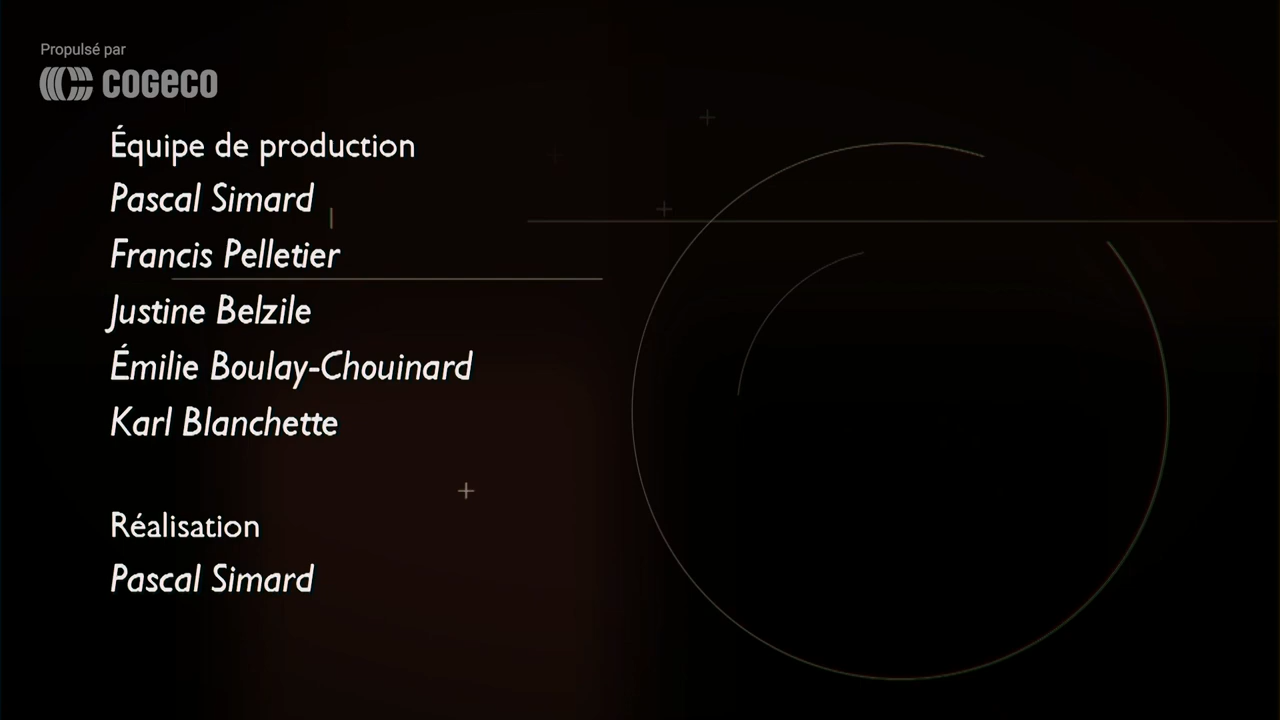 Propulsé par
COGECO
Équipe de production
Pascal Simard
Francis Pelletier
Justine Belzile
Émilie Boulay-Chouinard
Karl Blanchette
Réalisation
Pascal Simard